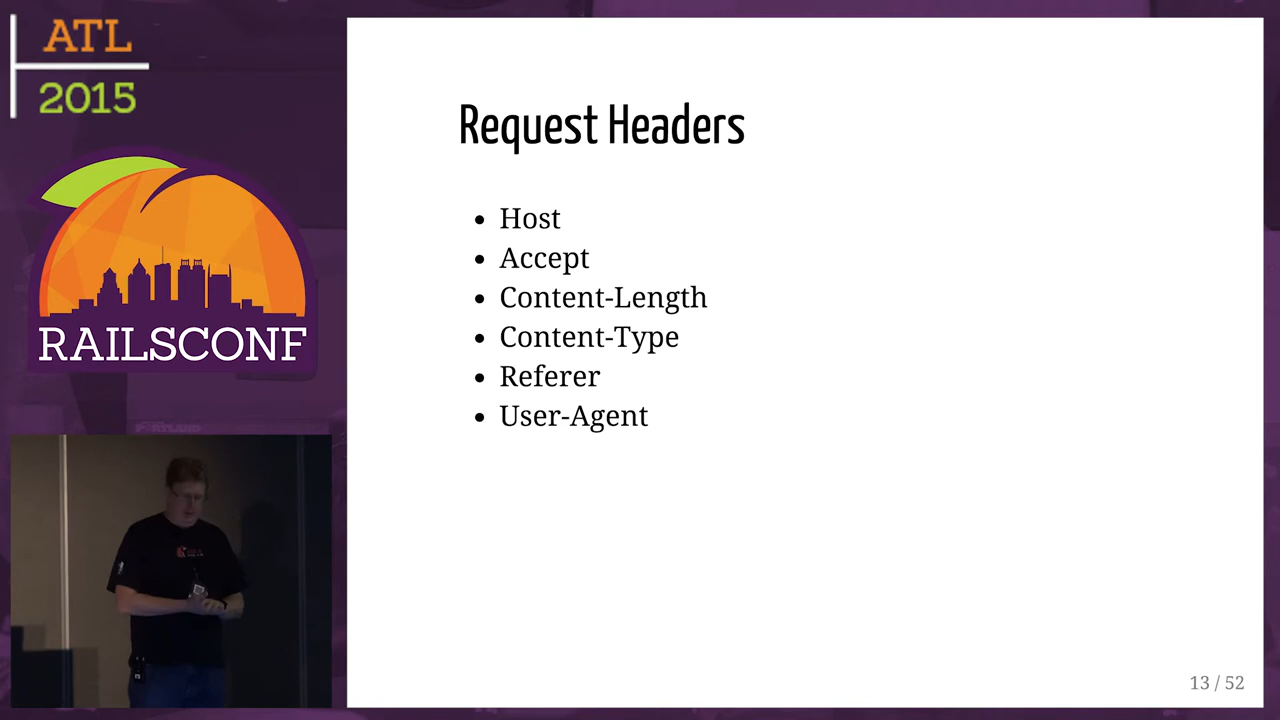 ATL
2015
RAILSCONF
Request Headers
Host
Accept
Content-Length
Content-Type
Referer
User-Agent
13 / 52